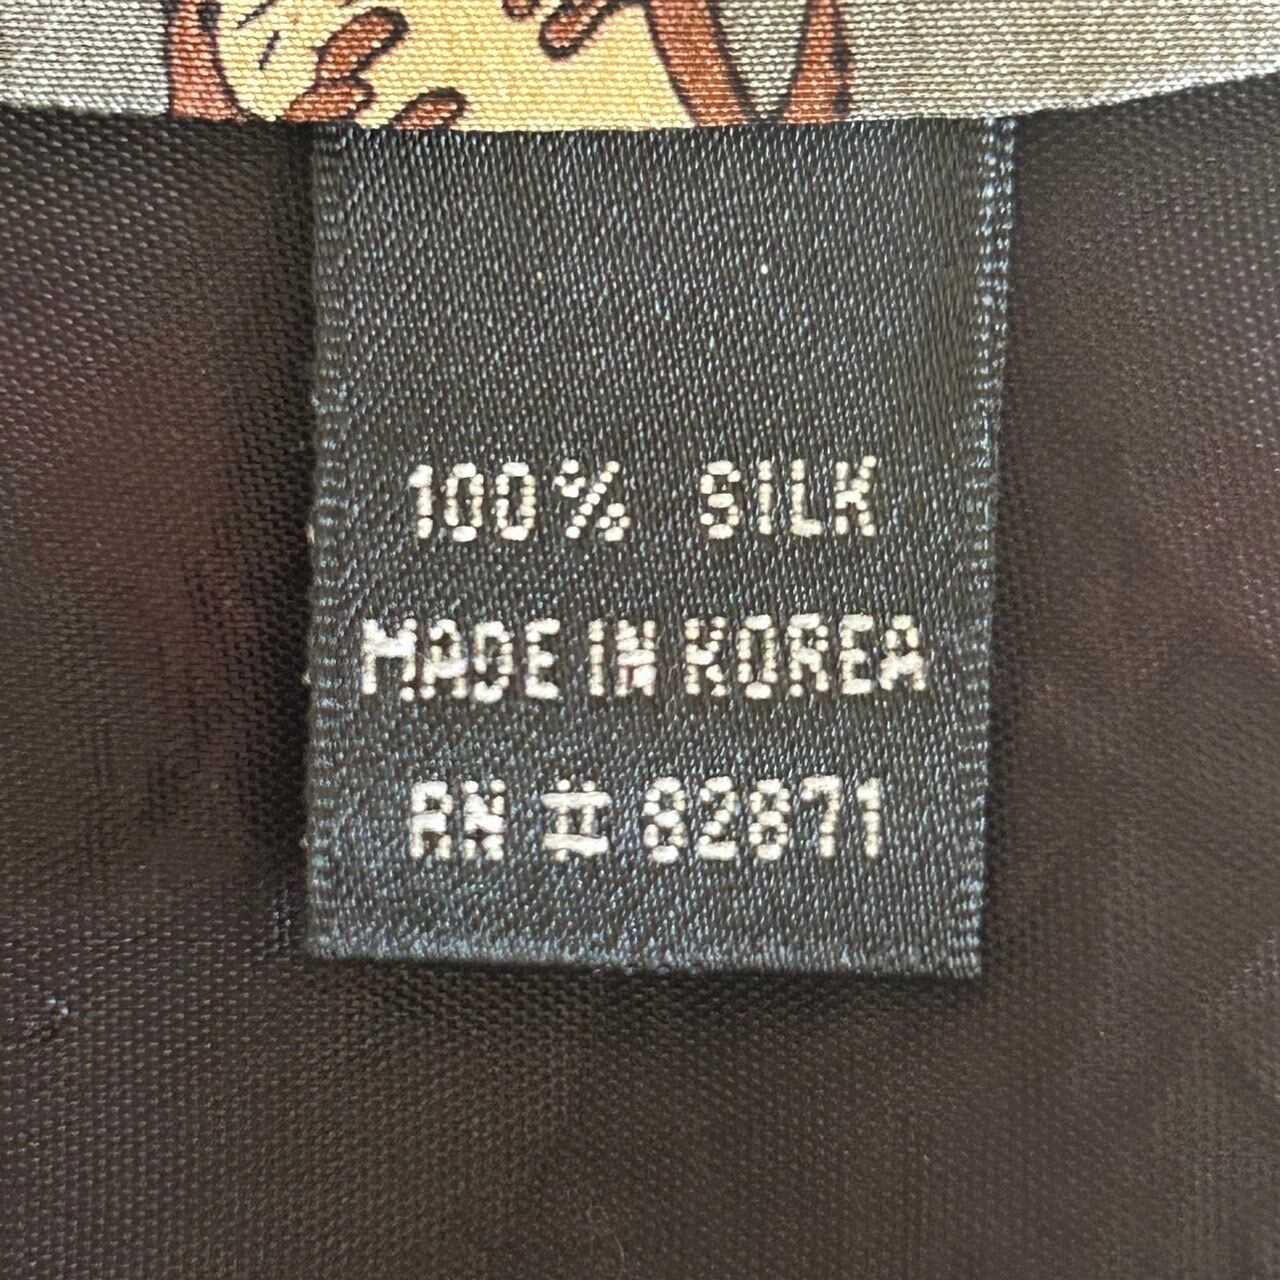 100% SILK
MADE IN KOREA
RN # 82871